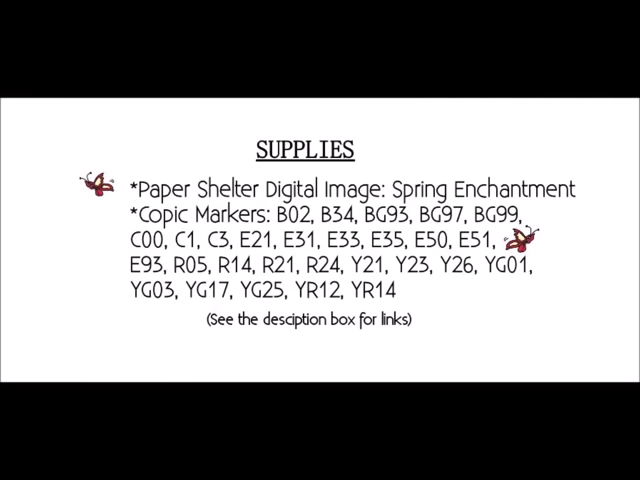 SUPPLIES
*Paper Shelter Digital Image: Spring Enchantment
*Copic Markers: B02, B34, BG93, BG97, BG99,
C00, C1, C3, E21, E31, E33, E35, E50, E51,
E93, R05, R14, R21, R24, Y21, Y23, Y26, YG01,
YG03, YG17, YG25, YR12, YR14
(See the desciption box for links)